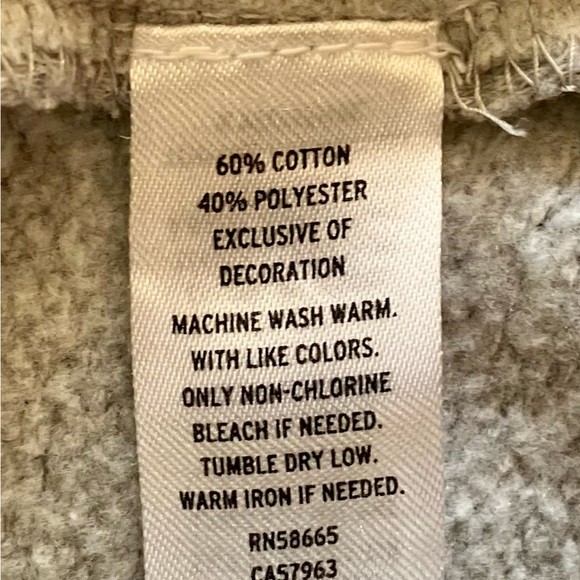 60% COTTON
40% POLYESTER
EXCLUSIVE OF
DECORATION
MACHINE WASH WARM.
WITH LIKE COLORS.
ONLY NON-CHLORINE
BLEACH IF NEEDED.
TUMBLE DRY LOW.
WARM IRON IF NEEDED.
RN58665
CA57963